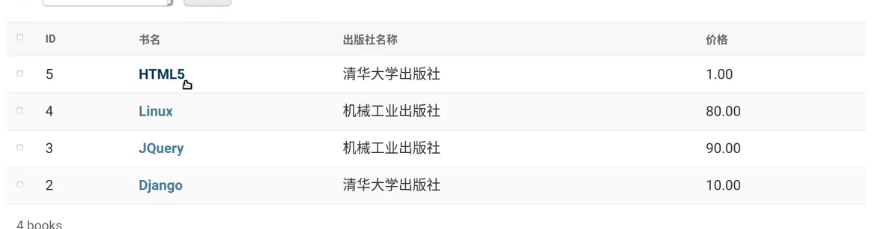 ID 书名 出版社名称 价格
5 HTML5 清华大学出版社 1.00
4 Linux 机械工业出版社 80.00
3 JQuery 机械工业出版社 90.00
2 Django 清华大学出版社 10.00
4 books